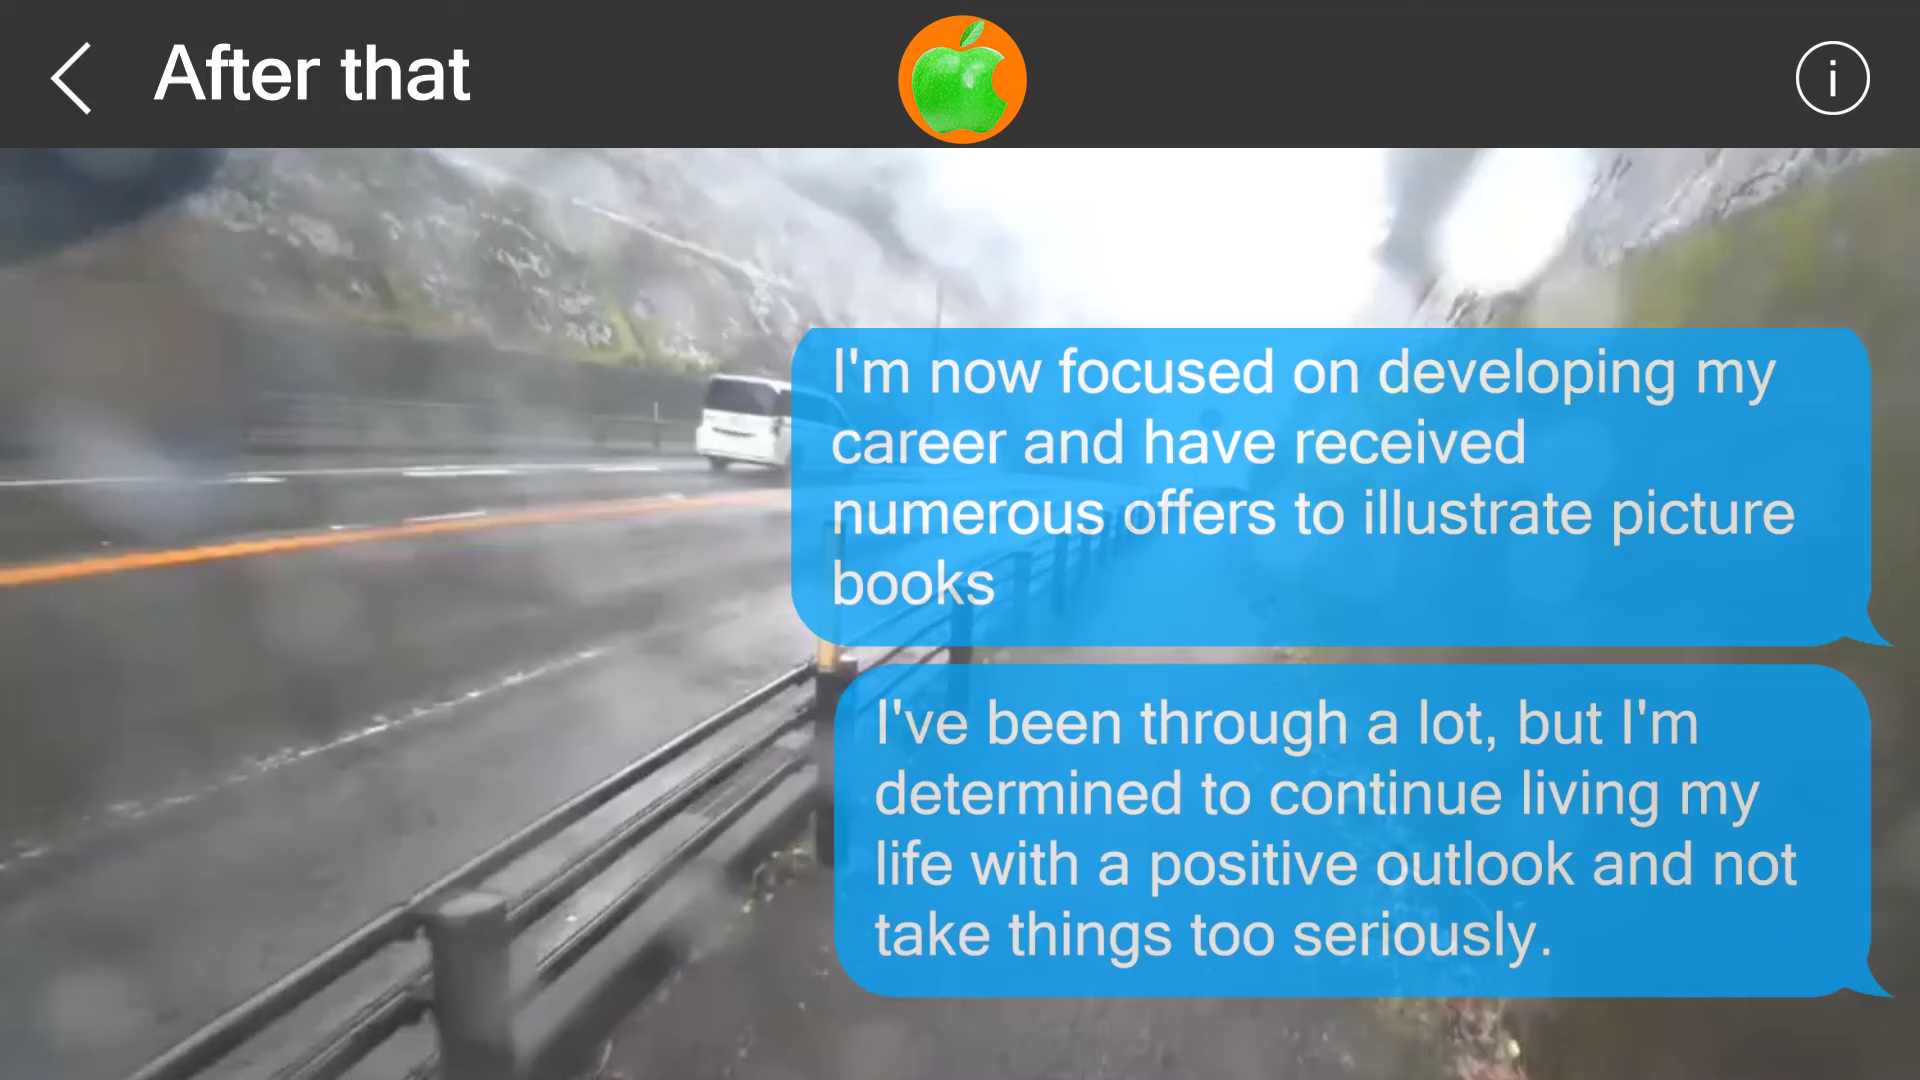 After that
I'm now focused on developing my
career and have received
numerous offers to illustrate picture
books
I've been through a lot, but I'm
determined to continue living my
life with a positive outlook and not
take things too seriously.